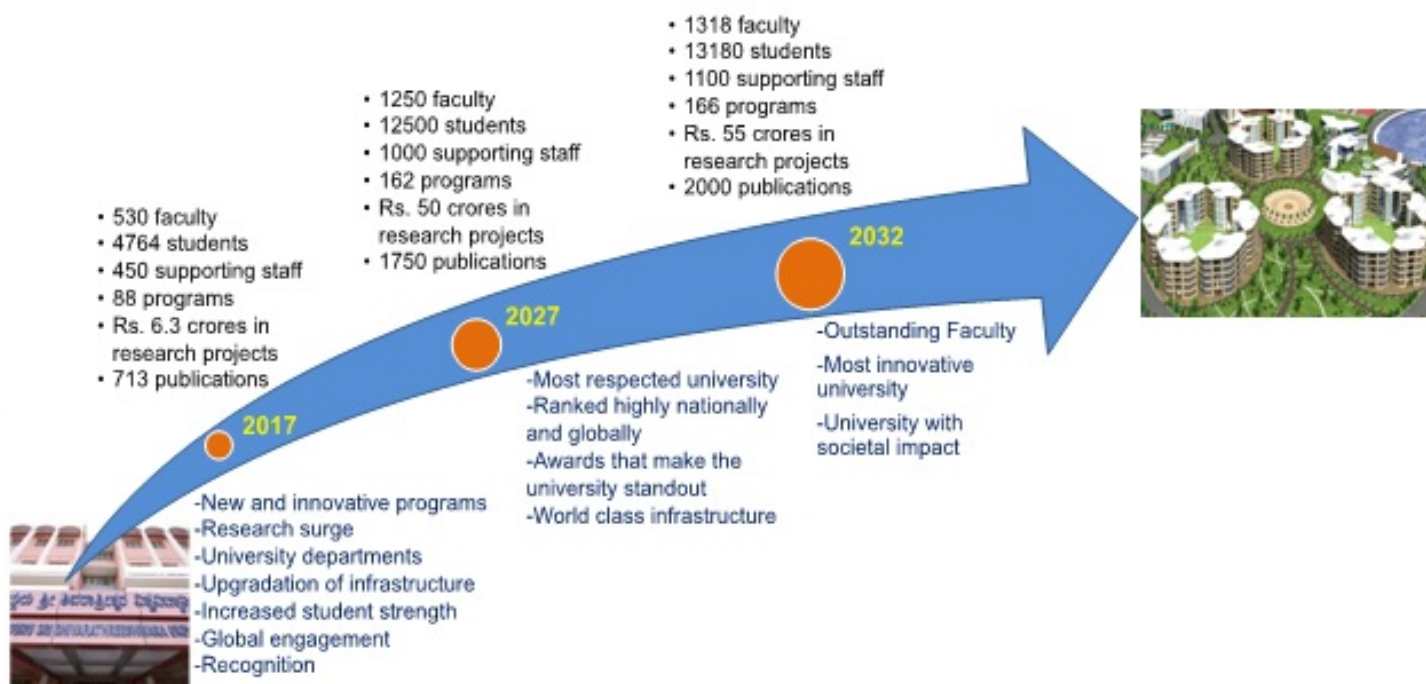 • 1318 faculty
• 13180 students
• 1100 supporting staff
• 166 programs
• Rs. 55 crores in
research projects
• 2000 publications
• 1250 faculty
• 12500 students
• 1000 supporting staff
• 162 programs
• Rs. 50 crores in
research projects
• 1750 publications
• 530 faculty
• 4764 students
• 450 supporting staff
• 88 programs
• Rs. 6.3 crores in
research projects
• 713 publications
2032
2027
2017
-Outstanding Faculty
-Most innovative
university
-University with
societal impact
-Most respected university
-Ranked highly nationally
and globally
-Awards that make the
university standout
-World class infrastructure
-New and innovative programs
-Research surge
-University departments
-Upgradation of infrastructure
-Increased student strength
-Global engagement
-Recognition